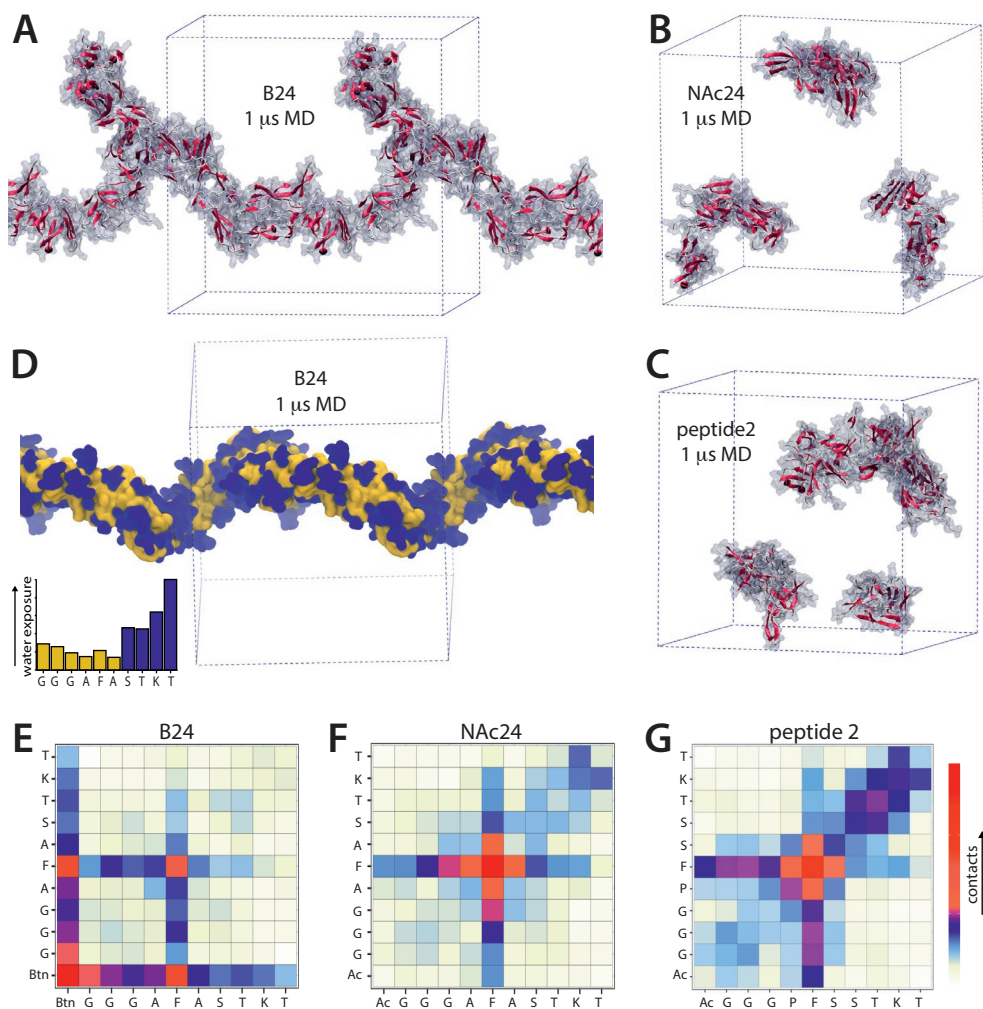 A
B24
1 μs MD
B
NAc24
1 μs MD
D
B24
1 μs MD
C
peptide2
1 μs MD
water exposure
G G G A F A S T K T
E
B24
T
K
T
S
A
F
A
G
G
G
Btn
Btn G G G A F A S T K T
F
NAc24
T
K
T
S
A
F
A
G
G
G
Ac
Ac G G G A F A S T K T
G
peptide 2
T
K
T
S
S
F
P
G
G
G
Ac
Ac G G G P F S S T K T
contacts